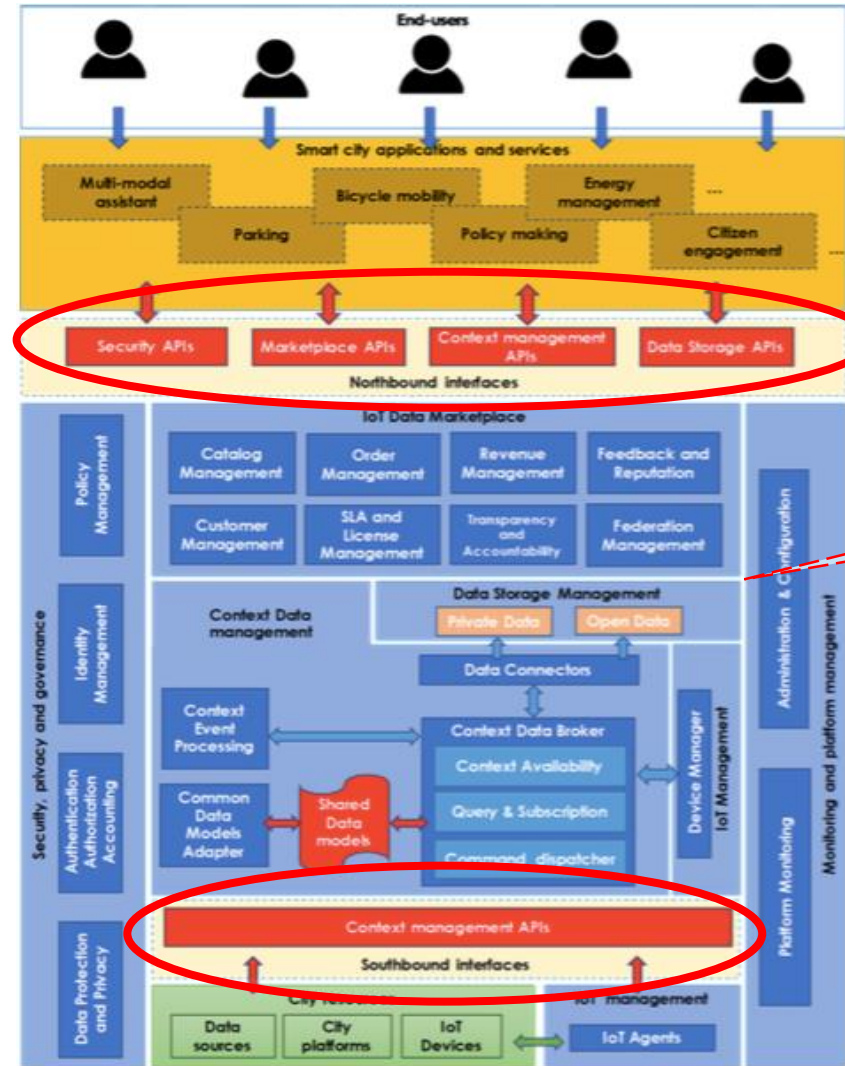 End-users
Smart city applications and services
Multi-modal
assistant
Bicycle mobility
Energy
management
...
Parking
Policy making
Citizen
engagement
...
Security APIs
Marketplace APIs
Context management
APIs
Data Storage APIs
Northbound interfaces
Security, privacy and governance
Policy
Management
Identity
Management
Authentication
Authorization
Accounting
Data Protection
and Privacy
IoT Data Marketplace
Catalog
Management
Order
Management
Revenue
Management
Feedback and
Reputation
Customer
Management
SLA and
License
Management
Transparency
and
Accountability
Federation
Management
Context Data
management
Data Storage Management
Private Data
Open Data
Data Connectors
Context
Event
Processing
Context Data Broker
Context Availability
Query & Subscription
Command dispatcher
Common
Data
Models
Adapter
Shared
Data
models
Device Manager
IoT Management
Administration & Configuration
Platform Monitoring
Monitoring and platform management
Context management APIs
Southbound interfaces
City resources
Data
sources
City
platforms
IoT
Devices
IoT management
IoT Agents